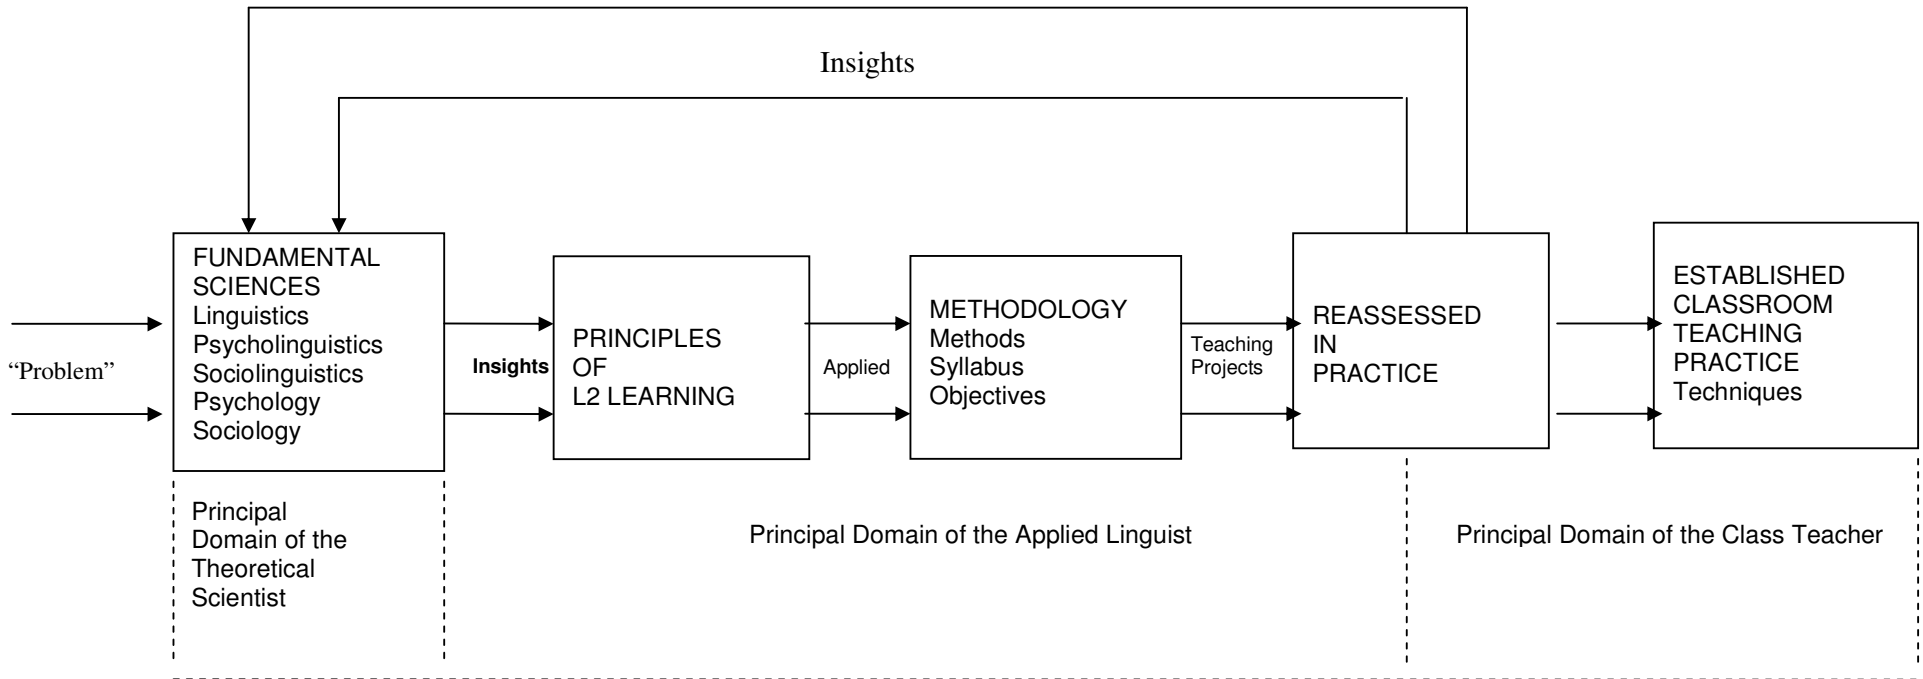 Insights
“Problem”
FUNDAMENTAL
SCIENCES
Linguistics
Psycholinguistics
Sociolinguistics
Psychology
Sociology
Insights
PRINCIPLES
OF
L2 LEARNING
Applied
METHODOLOGY
Methods
Syllabus
Objectives
Teaching
Projects
REASSESSED
IN
PRACTICE
ESTABLISHED
CLASSROOM
TEACHING
PRACTICE
Techniques
Principal
Domain of the
Theoretical
Scientist
Principal Domain of the Applied Linguist
Principal Domain of the Class Teacher